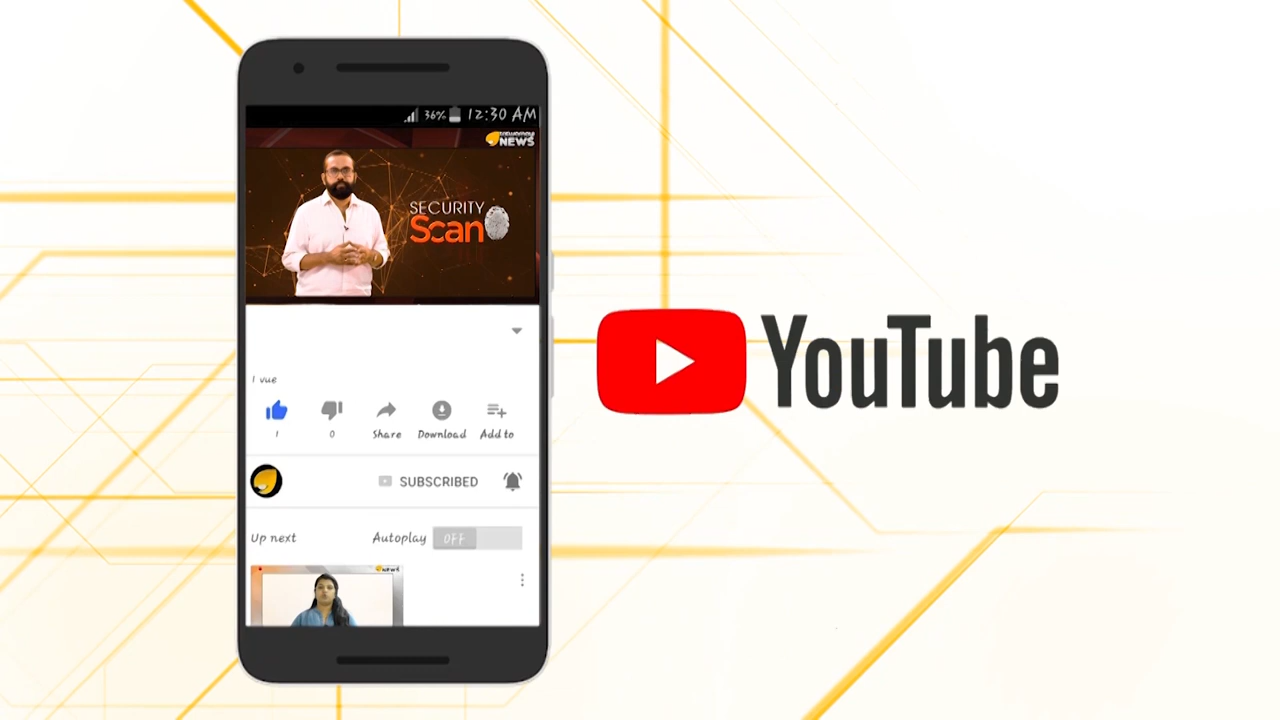 36% 12:30 AM
NEWS
SECURITY
Scan
YouTube
1 vue
1
0
Share
Download
Add to
SUBSCRIBED
Up next
Autoplay
OFF
NEWS